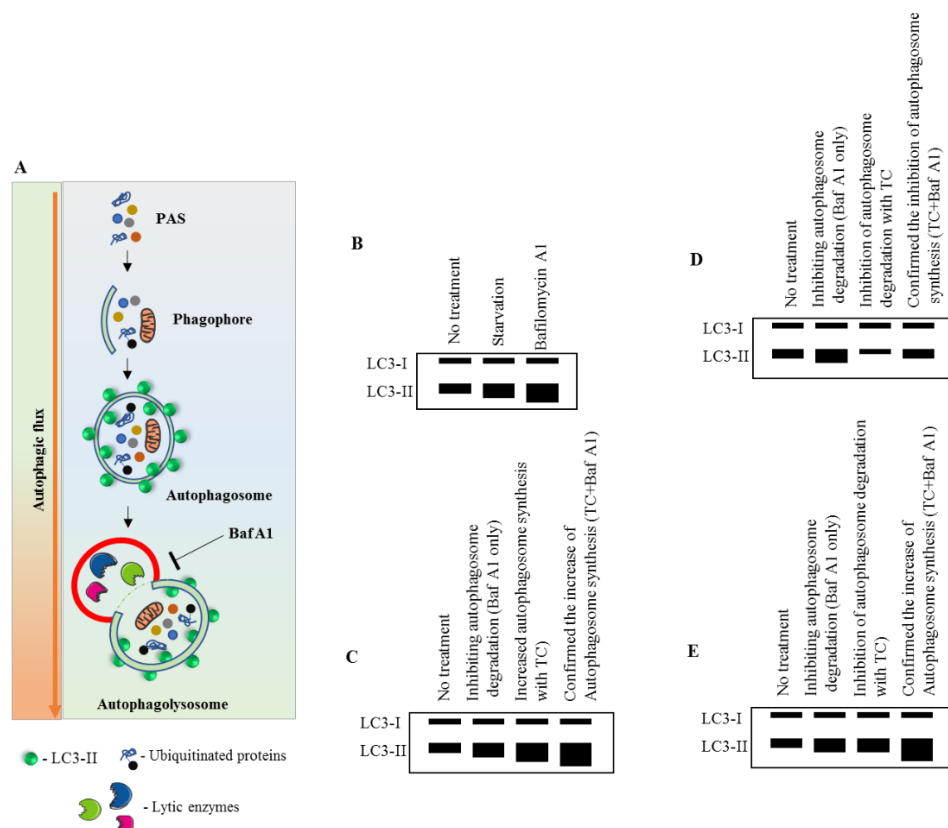 A
Autophagic flux
PAS
Phagophore
Autophagosome
Baf A1
Autophagolysosome
- LC3-II
- Ubiquitinated proteins
- Lytic enzymes
B
No treatment
Starvation
Bafilomycin A1
LC3-I
LC3-II
C
No treatment
Inhibiting autophagosome
degradation (Baf A1 only)
Increased autophagosome synthesis
with TC)
Confirmed the increase of
Autophagosome synthesis (TC+Baf A1)
LC3-I
LC3-II
D
No treatment
Inhibiting autophagosome
degradation (Baf A1 only)
Inhibition of autophagosome
degradation with TC
Confirmed the inhibition of autophagosome
synthesis (TC+Baf A1)
LC3-I
LC3-II
E
No treatment
Inhibiting autophagosome
degradation (Baf A1 only)
Inhibition of autophagosome degradation
with TC)
Confirmed the increase of
Autophagosome synthesis (TC+Baf A1)
LC3-I
LC3-II